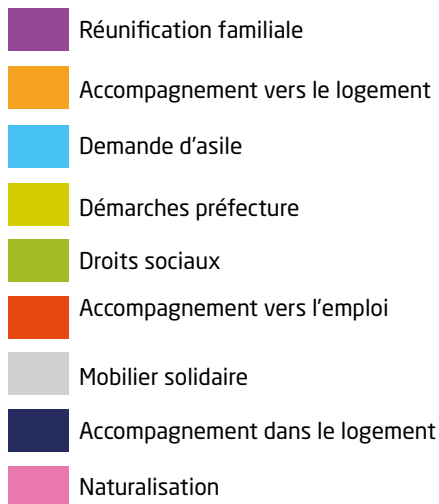 Réunification familiale
Accompagnement vers le logement
Demande d'asile
Démarches préfecture
Droits sociaux
Accompagnement vers l'emploi
Mobilier solidaire
Accompagnement dans le logement
Naturalisation